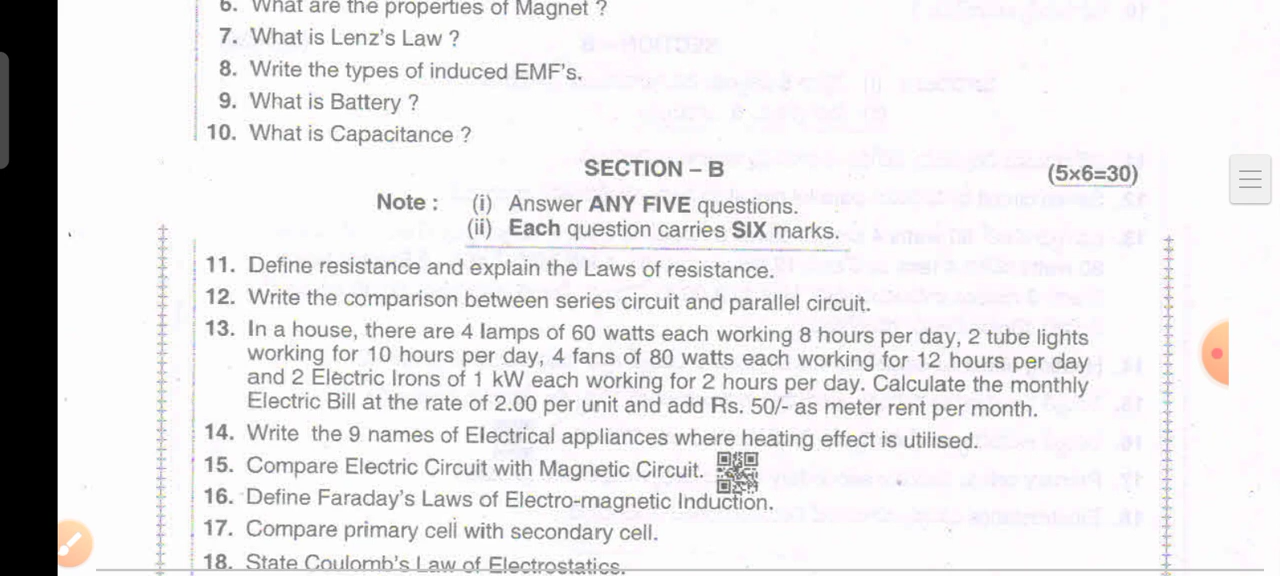 6. What are the properties of Magnet ?
7. What is Lenz's Law ?
8. Write the types of induced EMF's.
9. What is Battery ?
10. What is Capacitance ?
SECTION – B (5×6=30)
Note : (i) Answer ANY FIVE questions.
(ii) Each question carries SIX marks.
11. Define resistance and explain the Laws of resistance.
12. Write the comparison between series circuit and parallel circuit.
13. In a house, there are 4 lamps of 60 watts each working 8 hours per day, 2 tube lights
working for 10 hours per day, 4 fans of 80 watts each working for 12 hours per day
and 2 Electric Irons of 1 kW each working for 2 hours per day. Calculate the monthly
Electric Bill at the rate of 2.00 per unit and add Rs. 50/- as meter rent per month.
14. Write the 9 names of Electrical appliances where heating effect is utilised.
15. Compare Electric Circuit with Magnetic Circuit.
16. Define Faraday's Laws of Electro-magnetic Induction.
17. Compare primary cell with secondary cell.
18. State Coulomb's Law of Electrostatics.